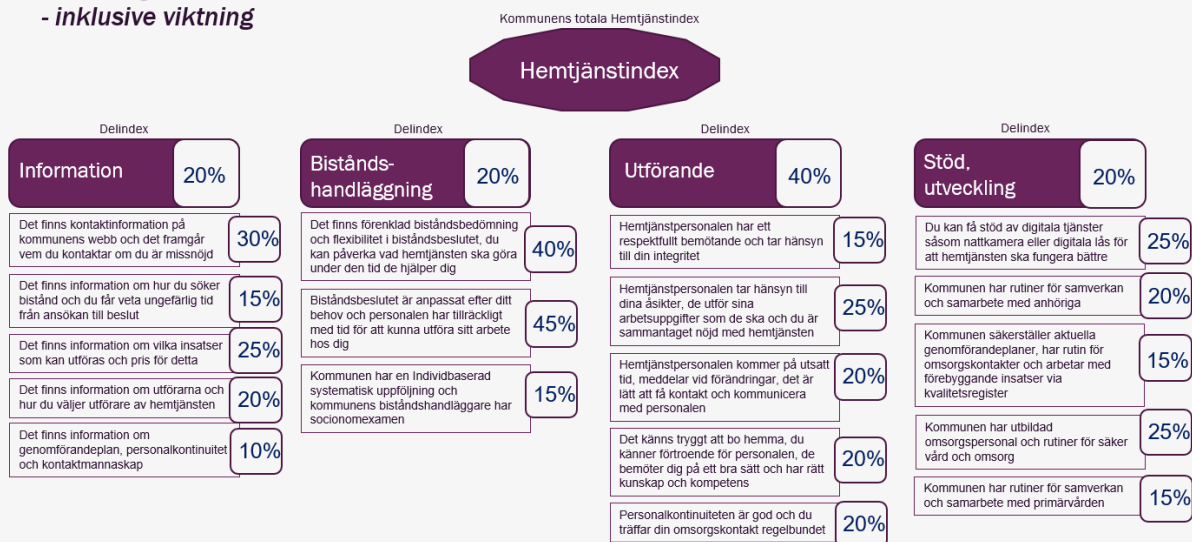 - inklusive viktning
Kommunens totala Hemtjänstindex
Hemtjänstindex
Delindex
Information
20%
Det finns kontaktinformation på
kommunens webb och det framgår
vem du kontaktar om du är missnöjd
30%
Det finns information om hur du söker
bistånd och du får veta ungefärlig tid
från ansökan till beslut
15%
Det finns information om vilka insatser
som kan utföras och pris för detta
25%
Det finns information om utförarna och
hur du väljer utförare av hemtjänsten
20%
Det finns information om
genomförandeplan, personalkontinuitet
och kontaktmannaskap
10%
Delindex
Bistånds-
handläggning
20%
Det finns förenklad biståndsbedömning
och flexibilitet i biståndsbeslutet, du
kan påverka vad hemtjänsten ska göra
under den tid de hjälper dig
40%
Biståndsbeslutet är anpassat efter ditt
behov och personalen har tillräckligt
med tid för att kunna utföra sitt arbete
hos dig
45%
Kommunen har en Individbaserad
systematisk uppföljning och
kommunens biståndshandläggare har
socionomexamen
15%
Delindex
Utförande
40%
Hemtjänstpersonalen har ett
respektfullt bemötande och tar hänsyn
till din integritet
15%
Hemtjänstpersonalen tar hänsyn till
dina åsikter, de utför sina
arbetsuppgifter som de ska och du är
sammantaget nöjd med hemtjänsten
25%
Hemtjänstpersonalen kommer på utsatt
tid, meddelar vid förändringar, det är
lätt att få kontakt och kommunicera
med personalen
20%
Det känns tryggt att bo hemma, du
känner förtroende för personalen, de
bemöter dig på ett bra sätt och har rätt
kunskap och kompetens
20%
Personalkontinuiteten är god och du
träffar din omsorgskontakt regelbundet
20%
Delindex
Stöd,
utveckling
20%
Du kan få stöd av digitala tjänster
såsom nattkamera eller digitala lås för
att hemtjänsten ska fungera bättre
25%
Kommunen har rutiner för samverkan
och samarbete med anhöriga
20%
Kommunen säkerställer aktuella
genomförandeplaner, har rutin för
omsorgskontakter och arbetar med
förebyggande insatser via
kvalitetsregister
15%
Kommunen har utbildad
omsorgspersonal och rutiner för säker
vård och omsorg
25%
Kommunen har rutiner för samverkan
och samarbete med primärvården
15%